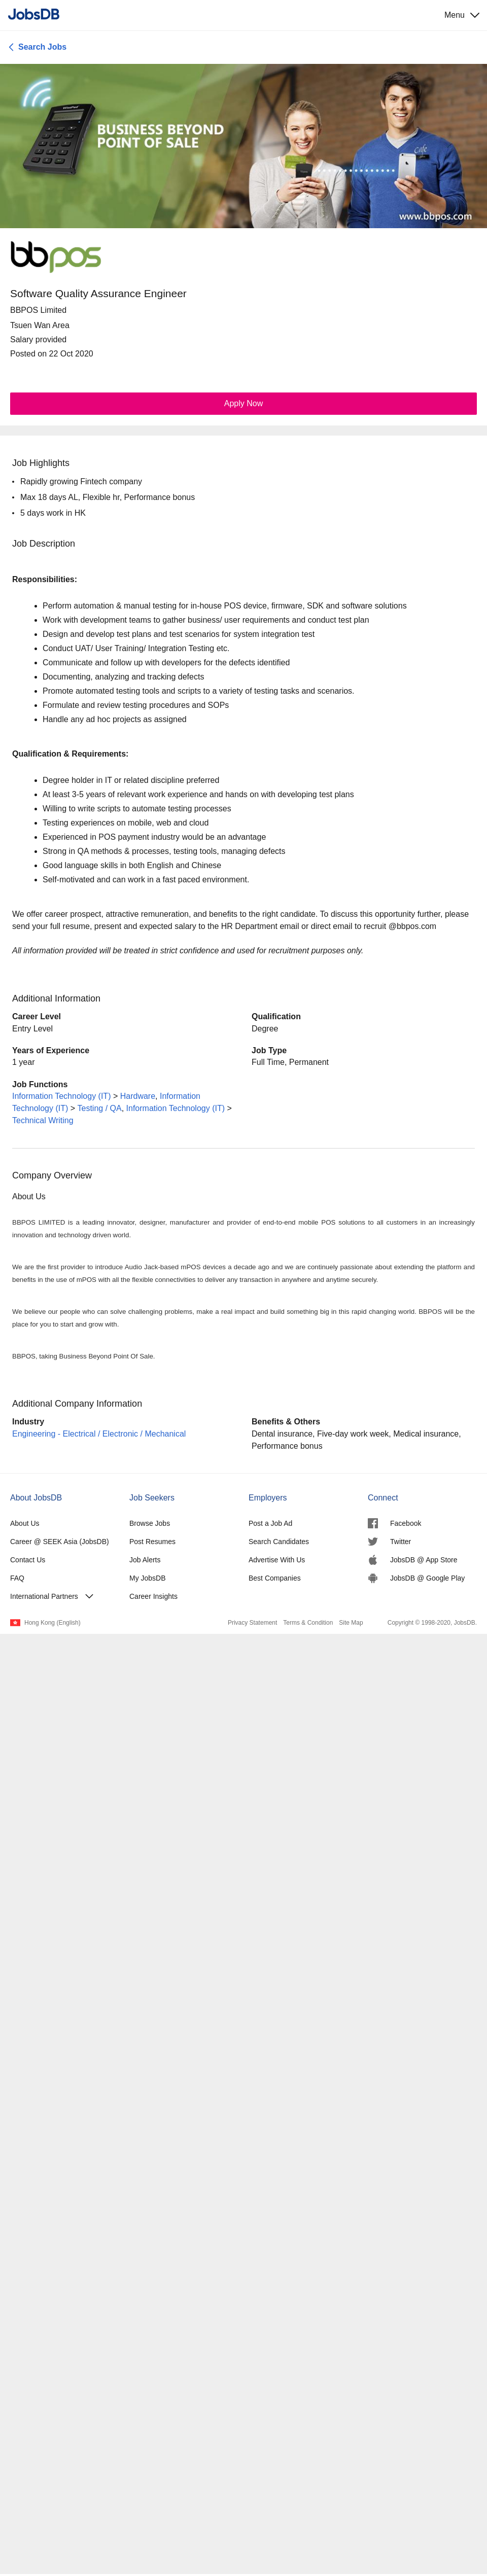 JobsDB
Menu
Search Jobs
BUSINESS BEYOND
POINT OF SALE
www.bbpos.com
bbpos
Software Quality Assurance Engineer
BBPOS Limited
Tsuen Wan Area
Salary provided
Posted on 22 Oct 2020
Apply Now
Job Highlights
• Rapidly growing Fintech company
• Max 18 days AL, Flexible hr, Performance bonus
• 5 days work in HK
Job Description
Responsibilities:
• Perform automation & manual testing for in-house POS device, firmware, SDK and software solutions
• Work with development teams to gather business/ user requirements and conduct test plan
• Design and develop test plans and test scenarios for system integration test
• Conduct UAT/ User Training/ Integration Testing etc.
• Communicate and follow up with developers for the defects identified
• Documenting, analyzing and tracking defects
• Promote automated testing tools and scripts to a variety of testing tasks and scenarios.
• Formulate and review testing procedures and SOPs
• Handle any ad hoc projects as assigned
Qualification & Requirements:
• Degree holder in IT or related discipline preferred
• At least 3-5 years of relevant work experience and hands on with developing test plans
• Willing to write scripts to automate testing processes
• Testing experiences on mobile, web and cloud
• Experienced in POS payment industry would be an advantage
• Strong in QA methods & processes, testing tools, managing defects
• Good language skills in both English and Chinese
• Self-motivated and can work in a fast paced environment.
We offer career prospect, attractive remuneration, and benefits to the right candidate. To discuss this opportunity further, please
send your full resume, present and expected salary to the HR Department email or direct email to recruit @bbpos.com
All information provided will be treated in strict confidence and used for recruitment purposes only.
Additional Information
Career Level
Entry Level
Qualification
Degree
Years of Experience
1 year
Job Type
Full Time, Permanent
Job Functions
Information Technology (IT) > Hardware, Information
Technology (IT) > Testing / QA, Information Technology (IT) >
Technical Writing
Company Overview
About Us
BBPOS LIMITED is a leading innovator, designer, manufacturer and provider of end-to-end mobile POS solutions to all customers in an increasingly
innovation and technology driven world.
We are the first provider to introduce Audio Jack-based mPOS devices a decade ago and we are continuely passionate about extending the platform and
benefits in the use of mPOS with all the flexible connectivities to deliver any transaction in anywhere and anytime securely.
We believe our people who can solve challenging problems, make a real impact and build something big in this rapid changing world. BBPOS will be the
place for you to start and grow with.
BBPOS, taking Business Beyond Point Of Sale.
Additional Company Information
Industry
Engineering - Electrical / Electronic / Mechanical
Benefits & Others
Dental insurance, Five-day work week, Medical insurance,
Performance bonus
About JobsDB
About Us
Career @ SEEK Asia (JobsDB)
Contact Us
FAQ
International Partners
Job Seekers
Browse Jobs
Post Resumes
Job Alerts
My JobsDB
Career Insights
Employers
Post a Job Ad
Search Candidates
Advertise With Us
Best Companies
Connect
Facebook
Twitter
JobsDB @ App Store
JobsDB @ Google Play
Hong Kong (English)
Privacy Statement Terms & Condition Site Map Copyright © 1998-2020, JobsDB.